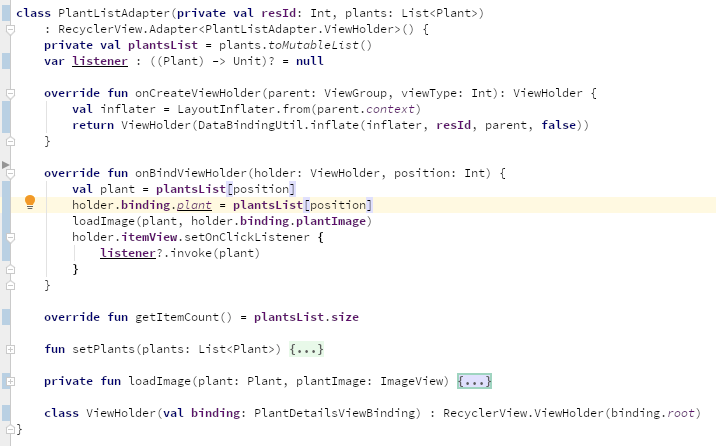 class PlantListAdapter(private val resId: Int, plants: List<Plant>)
    : RecyclerView.Adapter<PlantListAdapter.ViewHolder>() {
    private val plantsList = plants.toMutableList()
    var listener : ((Plant) -> Unit)? = null

    override fun onCreateViewHolder(parent: ViewGroup, viewType: Int): ViewHolder {
        val inflater = LayoutInflater.from(parent.context)
        return ViewHolder(DataBindingUtil.inflate(inflater, resId, parent, false))
    }

    override fun onBindViewHolder(holder: ViewHolder, position: Int) {
        val plant = plantsList[position]
        holder.binding.plant = plantsList[position]
        loadImage(plant, holder.binding.plantImage)
        holder.itemView.setOnClickListener {
            listener?.invoke(plant)
        }
    }

    override fun getItemCount() = plantsList.size

    fun setPlants(plants: List<Plant>) {...}

    private fun loadImage(plant: Plant, plantImage: ImageView) {...}

    class ViewHolder(val binding: PlantDetailsViewBinding) : RecyclerView.ViewHolder(binding.root)
}